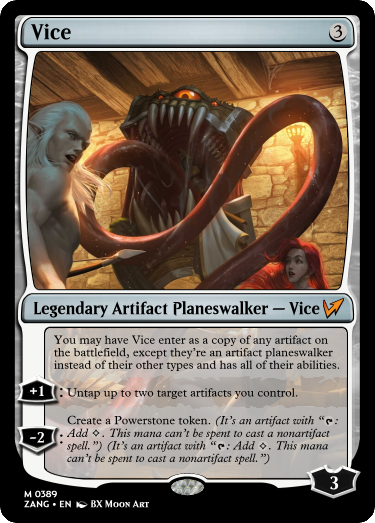 Vice
3
Legendary Artifact Planeswalker — Vice
You may have Vice enter as a copy of any artifact
on the battlefield, except they're an artifact planeswalker
instead of their other types and has all of their abilities.
+1 : Untap up to two target artifacts you control.
Create a Powerstone token. (It's an artifact with “:
-2 : Add . This mana can't be spent to cast a nonartifact
spell.”) (It's an artifact with “: Add . This mana
can't be spent to cast a nonartifact spell.”)
3
M 0389
ZANG • EN BX Moon Art